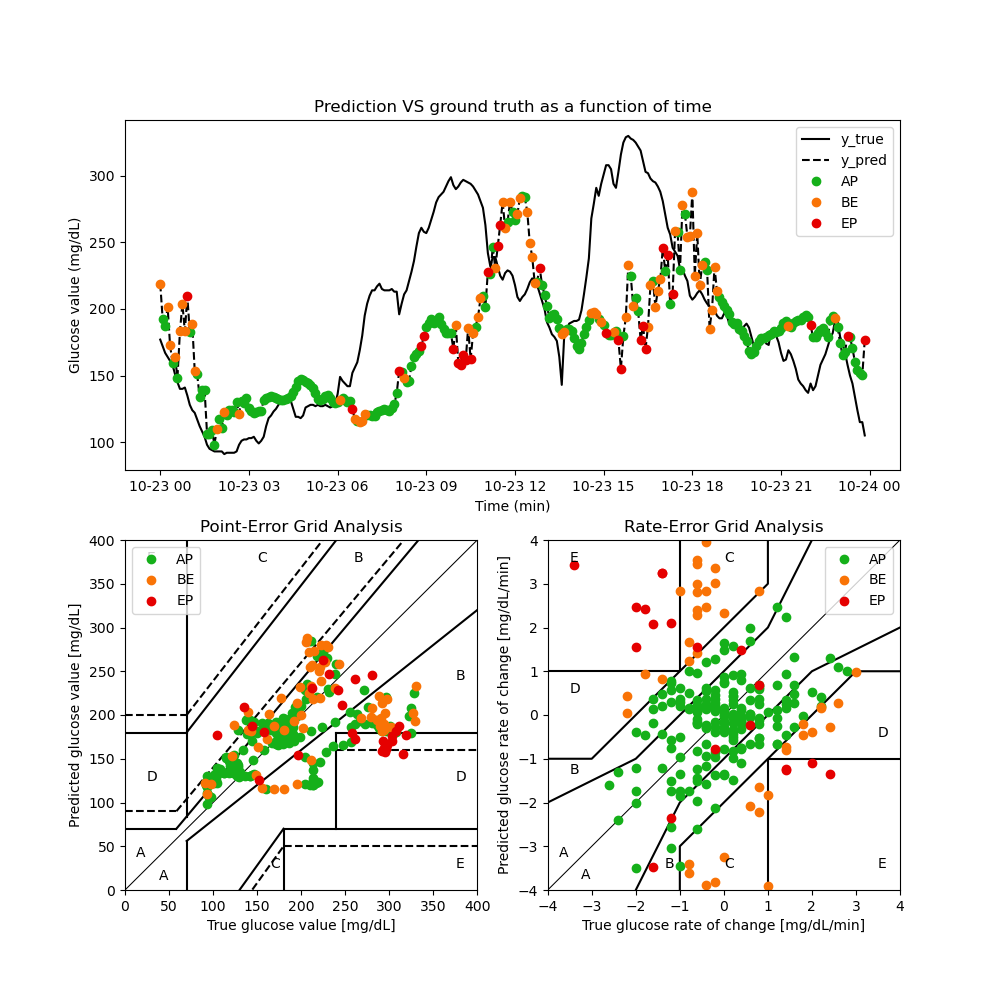 Prediction VS ground truth as a function of time
Glucose value (mg/dL)
300
250
200
150
100
y_true
y_pred
AP
BE
EP
10-23 00 10-23 03 10-23 06 10-23 09 10-23 12 10-23 15 10-23 18 10-23 21 10-24 00
Time (min)
Point-Error Grid Analysis
Predicted glucose value [mg/dL]
400
350
300
250
200
150
100
50
0
AP
BE
EP
C
B
B
D
D
A
A
C
E
0 50 100 150 200 250 300 350 400
True glucose value [mg/dL]
Rate-Error Grid Analysis
Predicted glucose rate of change [mg/dL/min]
4
3
2
1
0
−1
−2
−3
−4
E
C
AP
BE
EP
D
D
B
A
A
B
C
E
−4 −3 −2 −1 0 1 2 3 4
True glucose rate of change [mg/dL/min]